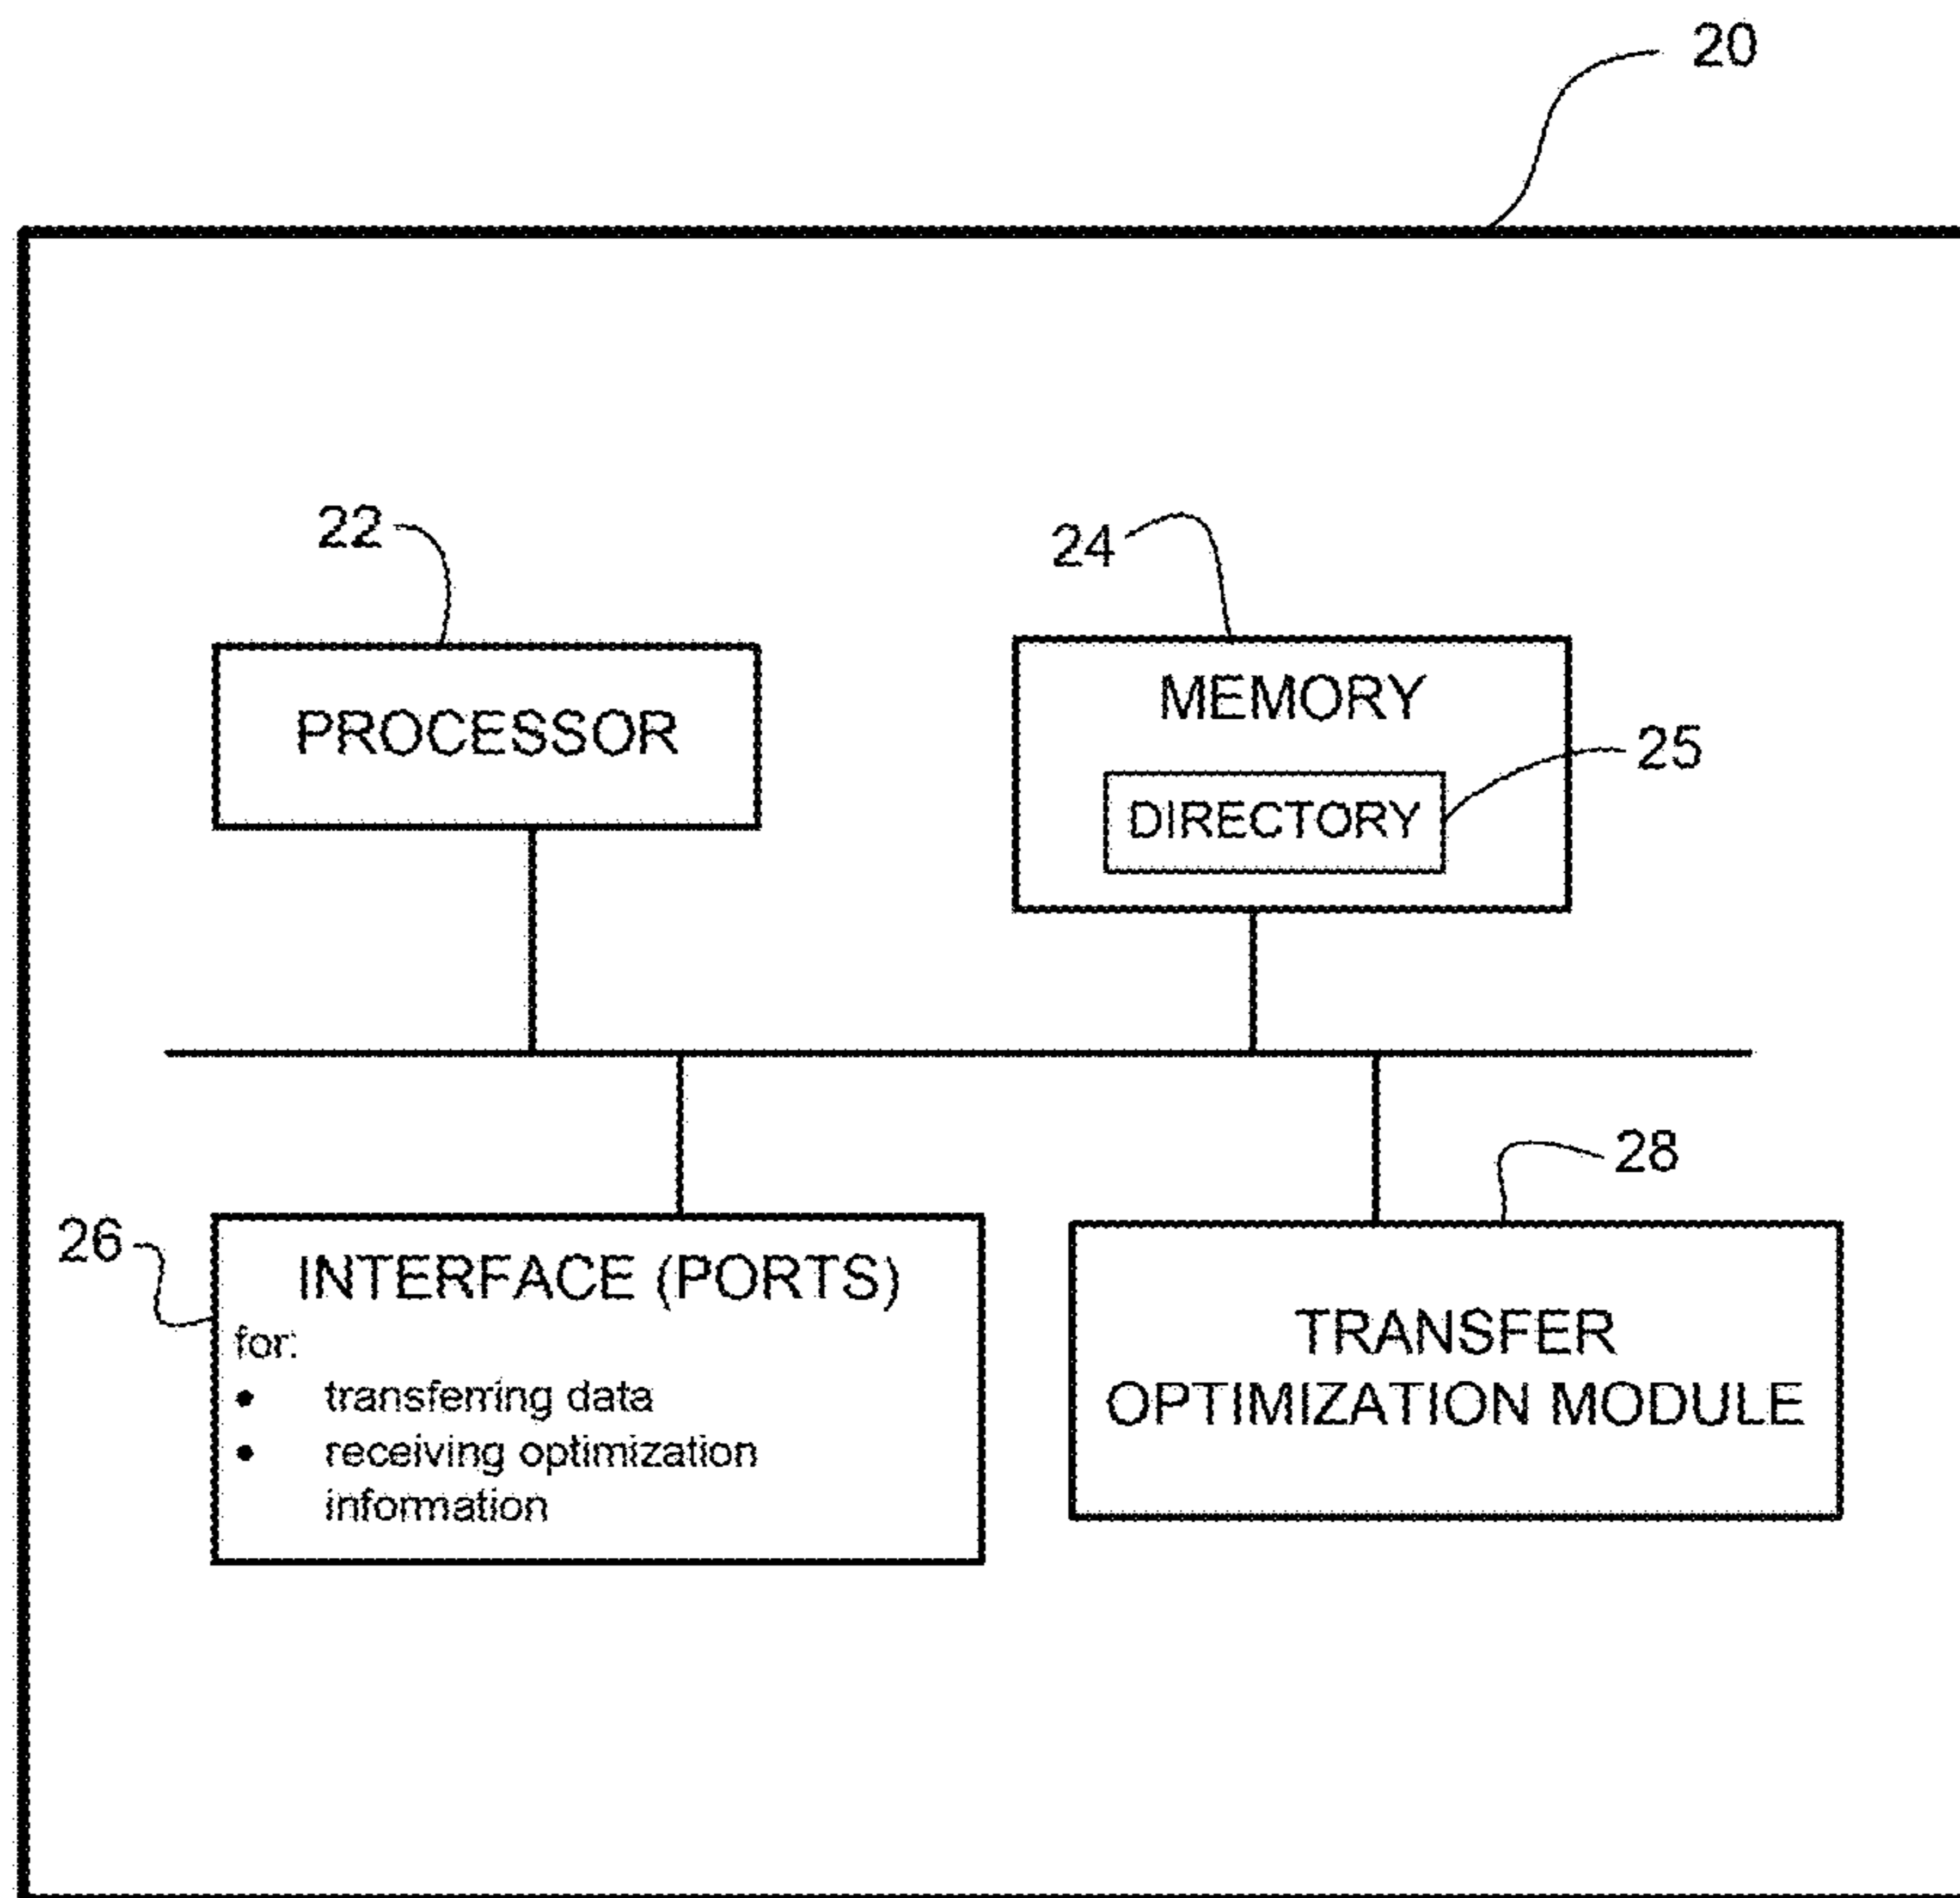 20
22
24
PROCESSOR
MEMORY
25
DIRECTORY
28
26
INTERFACE (PORTS)
for:
• transferring data
• receiving optimization
information
TRANSFER
OPTIMIZATION MODULE